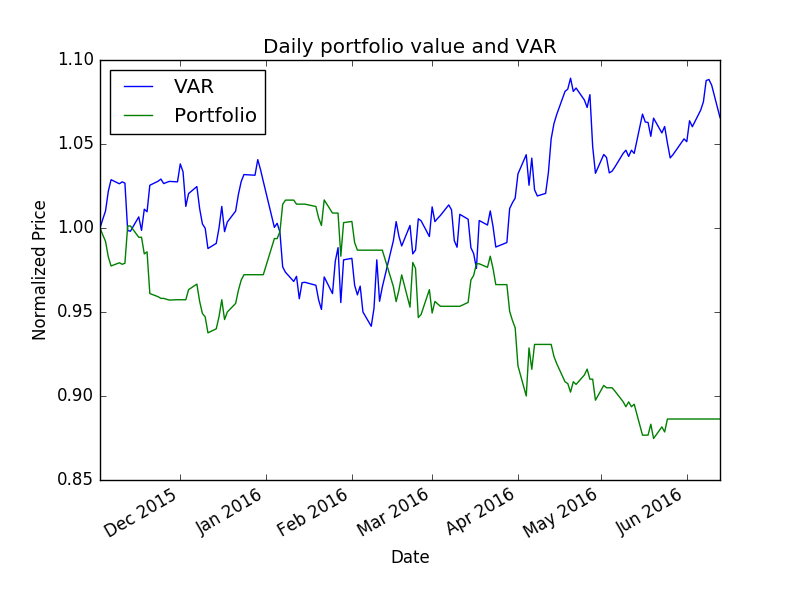 Daily portfolio value and VAR
VAR
Portfolio
1.10
1.05
1.00
0.95
0.90
0.85
Normalized Price
Dec 2015
Jan 2016
Feb 2016
Mar 2016
Apr 2016
May 2016
Jun 2016
Date